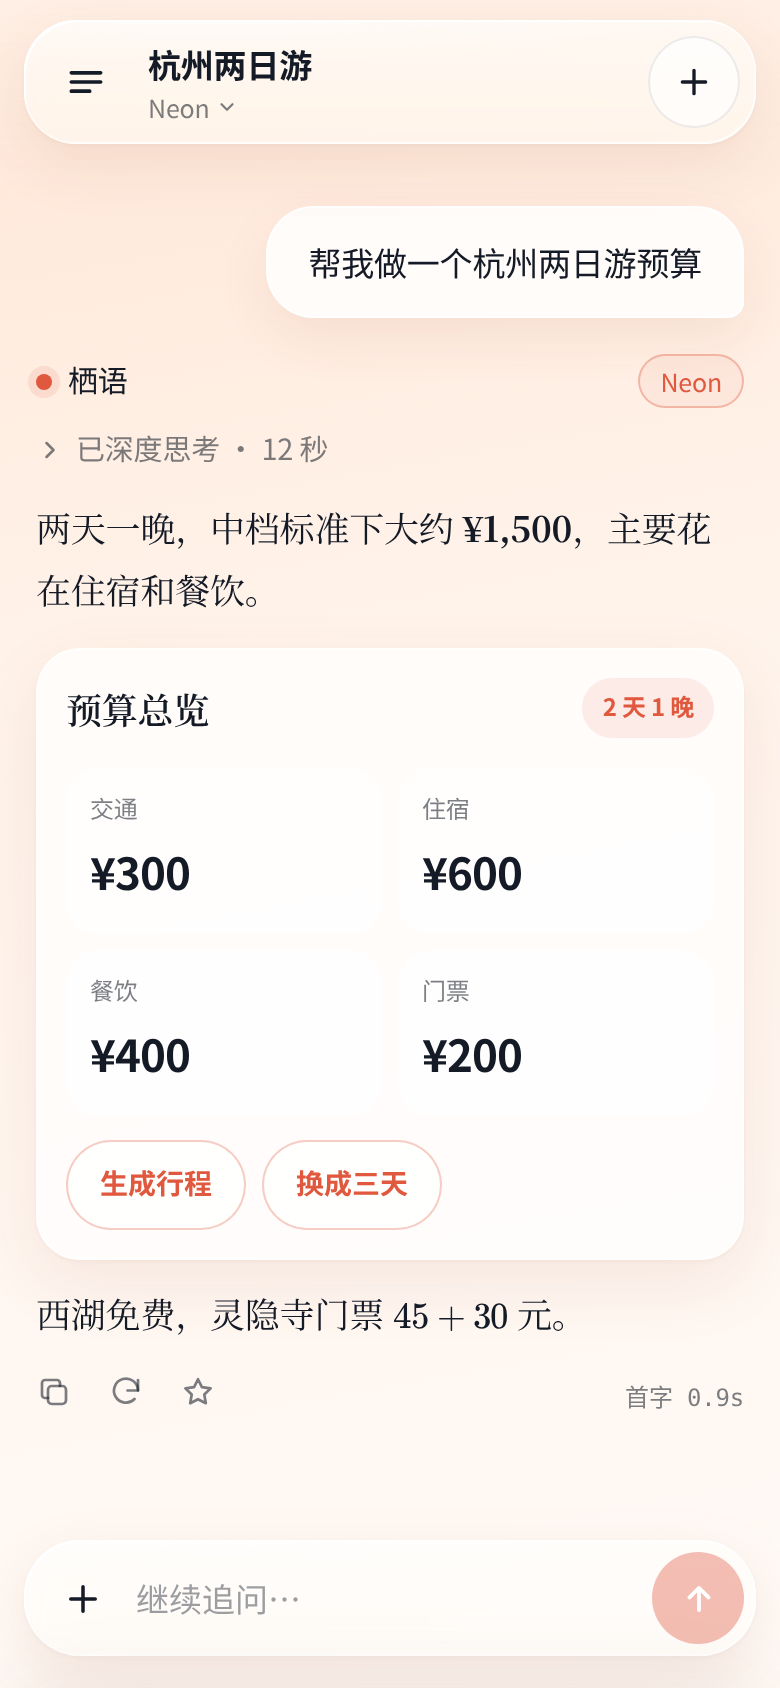 杭州两日游
Neon
帮我做一个杭州两日游预算
栖语
Neon
已深度思考 · 12 秒
两天一晚，中档标准下大约 ¥1,500，主要花
在住宿和餐饮。
预算总览
2 天 1 晚
交通
住宿
¥300
¥600
餐饮
门票
¥400
¥200
生成行程
换成三天
西湖免费，灵隐寺门票 45 + 30 元。
首字 0.9s
继续追问…